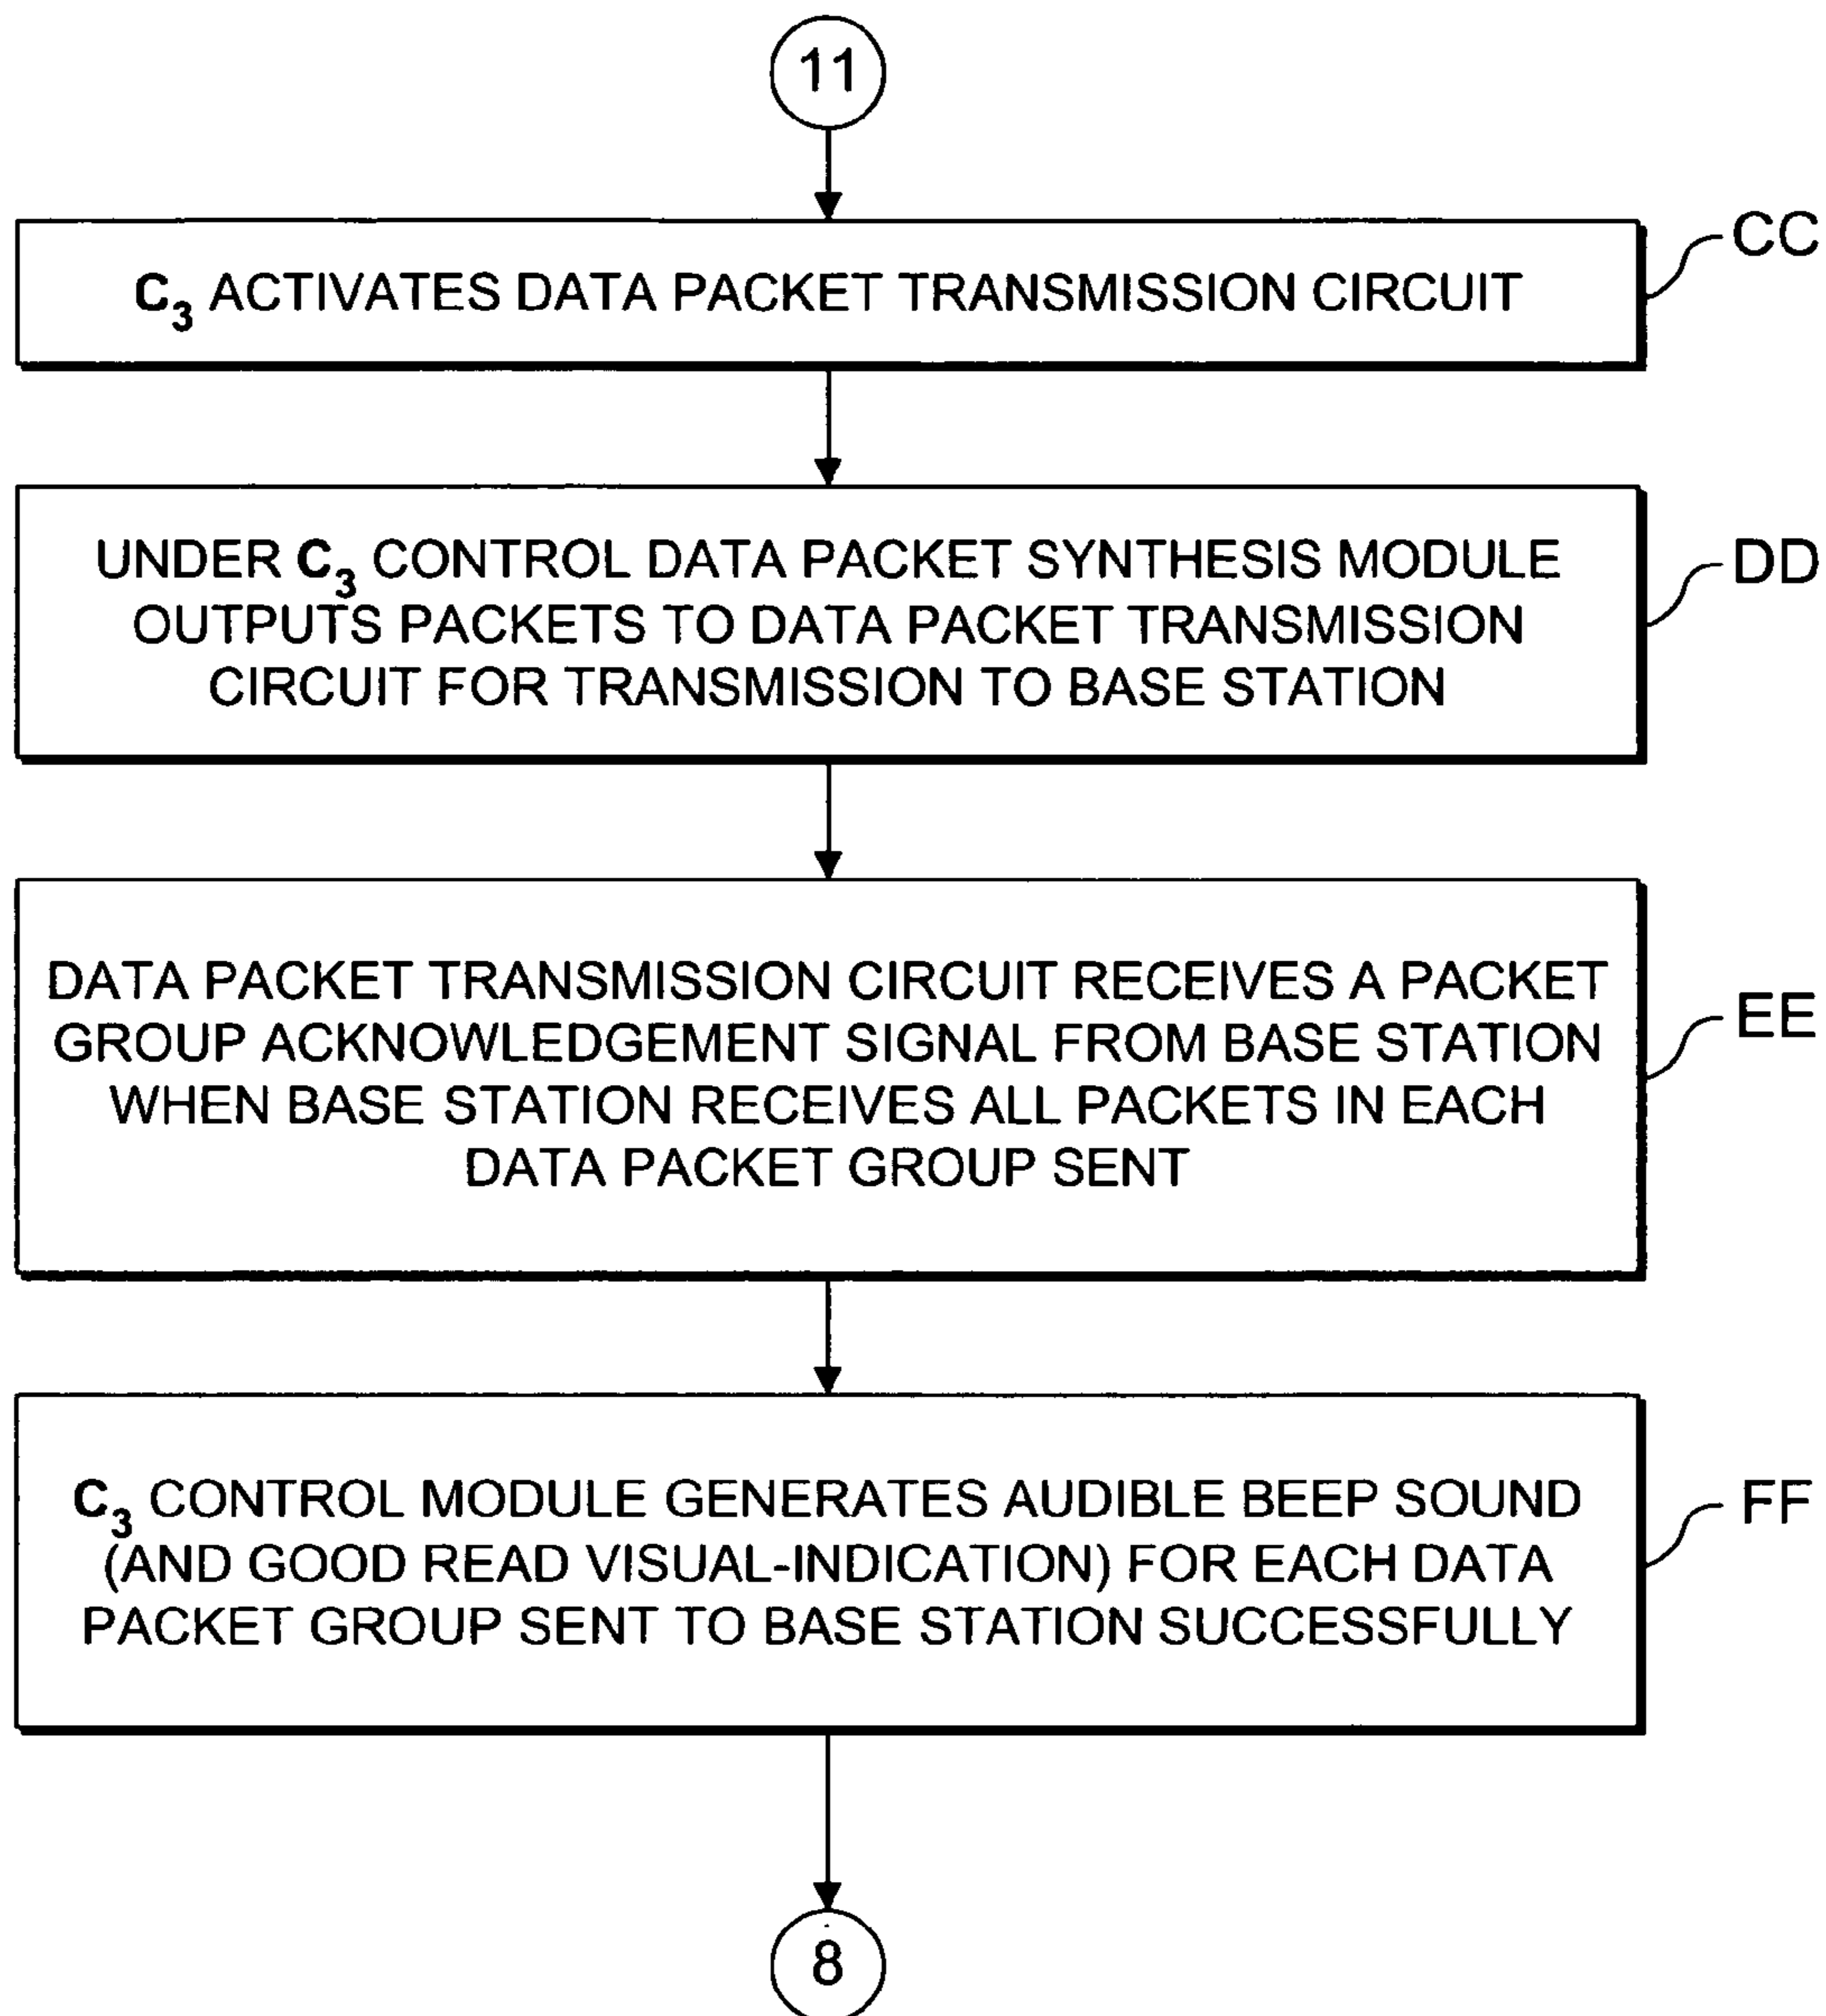 11
C₃ ACTIVATES DATA PACKET TRANSMISSION CIRCUIT
CC
UNDER C₃ CONTROL DATA PACKET SYNTHESIS MODULE
OUTPUTS PACKETS TO DATA PACKET TRANSMISSION
CIRCUIT FOR TRANSMISSION TO BASE STATION
DD
DATA PACKET TRANSMISSION CIRCUIT RECEIVES A PACKET
GROUP ACKNOWLEDGEMENT SIGNAL FROM BASE STATION
WHEN BASE STATION RECEIVES ALL PACKETS IN EACH
DATA PACKET GROUP SENT
EE
C₃ CONTROL MODULE GENERATES AUDIBLE BEEP SOUND
(AND GOOD READ VISUAL-INDICATION) FOR EACH DATA
PACKET GROUP SENT TO BASE STATION SUCCESSFULLY
FF
8